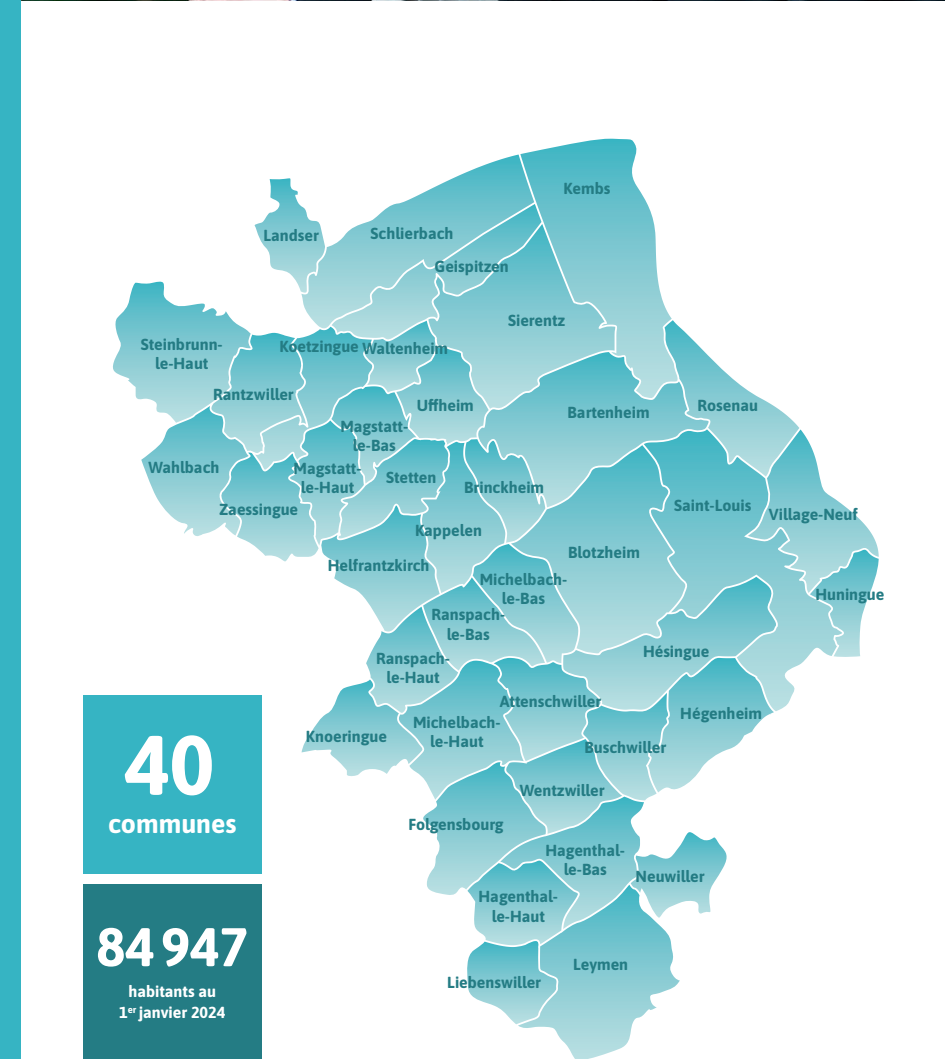 Kembs
Landser
Schlierbach
Geispitzen
Sierentz
Steinbrunn-
le-Haut
Koetzingue
Waltenheim
Rantzwiller
Uffheim
Bartenheim
Rosenau
Magstatt-
le-Bas
Wahlbach
Magstatt-
le-Haut
Stetten
Brinckheim
Zaessingue
Saint-Louis
Village-Neuf
Kappelen
Blotzheim
Helfrantzkirch
Michelbach-
le-Bas
Huningue
Ranspach-
le-Bas
Hésingue
Ranspach-
le-Haut
Attenschwiller
Hégenheim
Michelbach-
le-Haut
Knoeringue
Buschwiller
Wentzwiller
Folgensbourg
Hagenthal-
le-Bas
Neuwiller
Hagenthal-
le-Haut
Leymen
Liebenswiller
40
communes
84 947
habitants au
1er janvier 2024